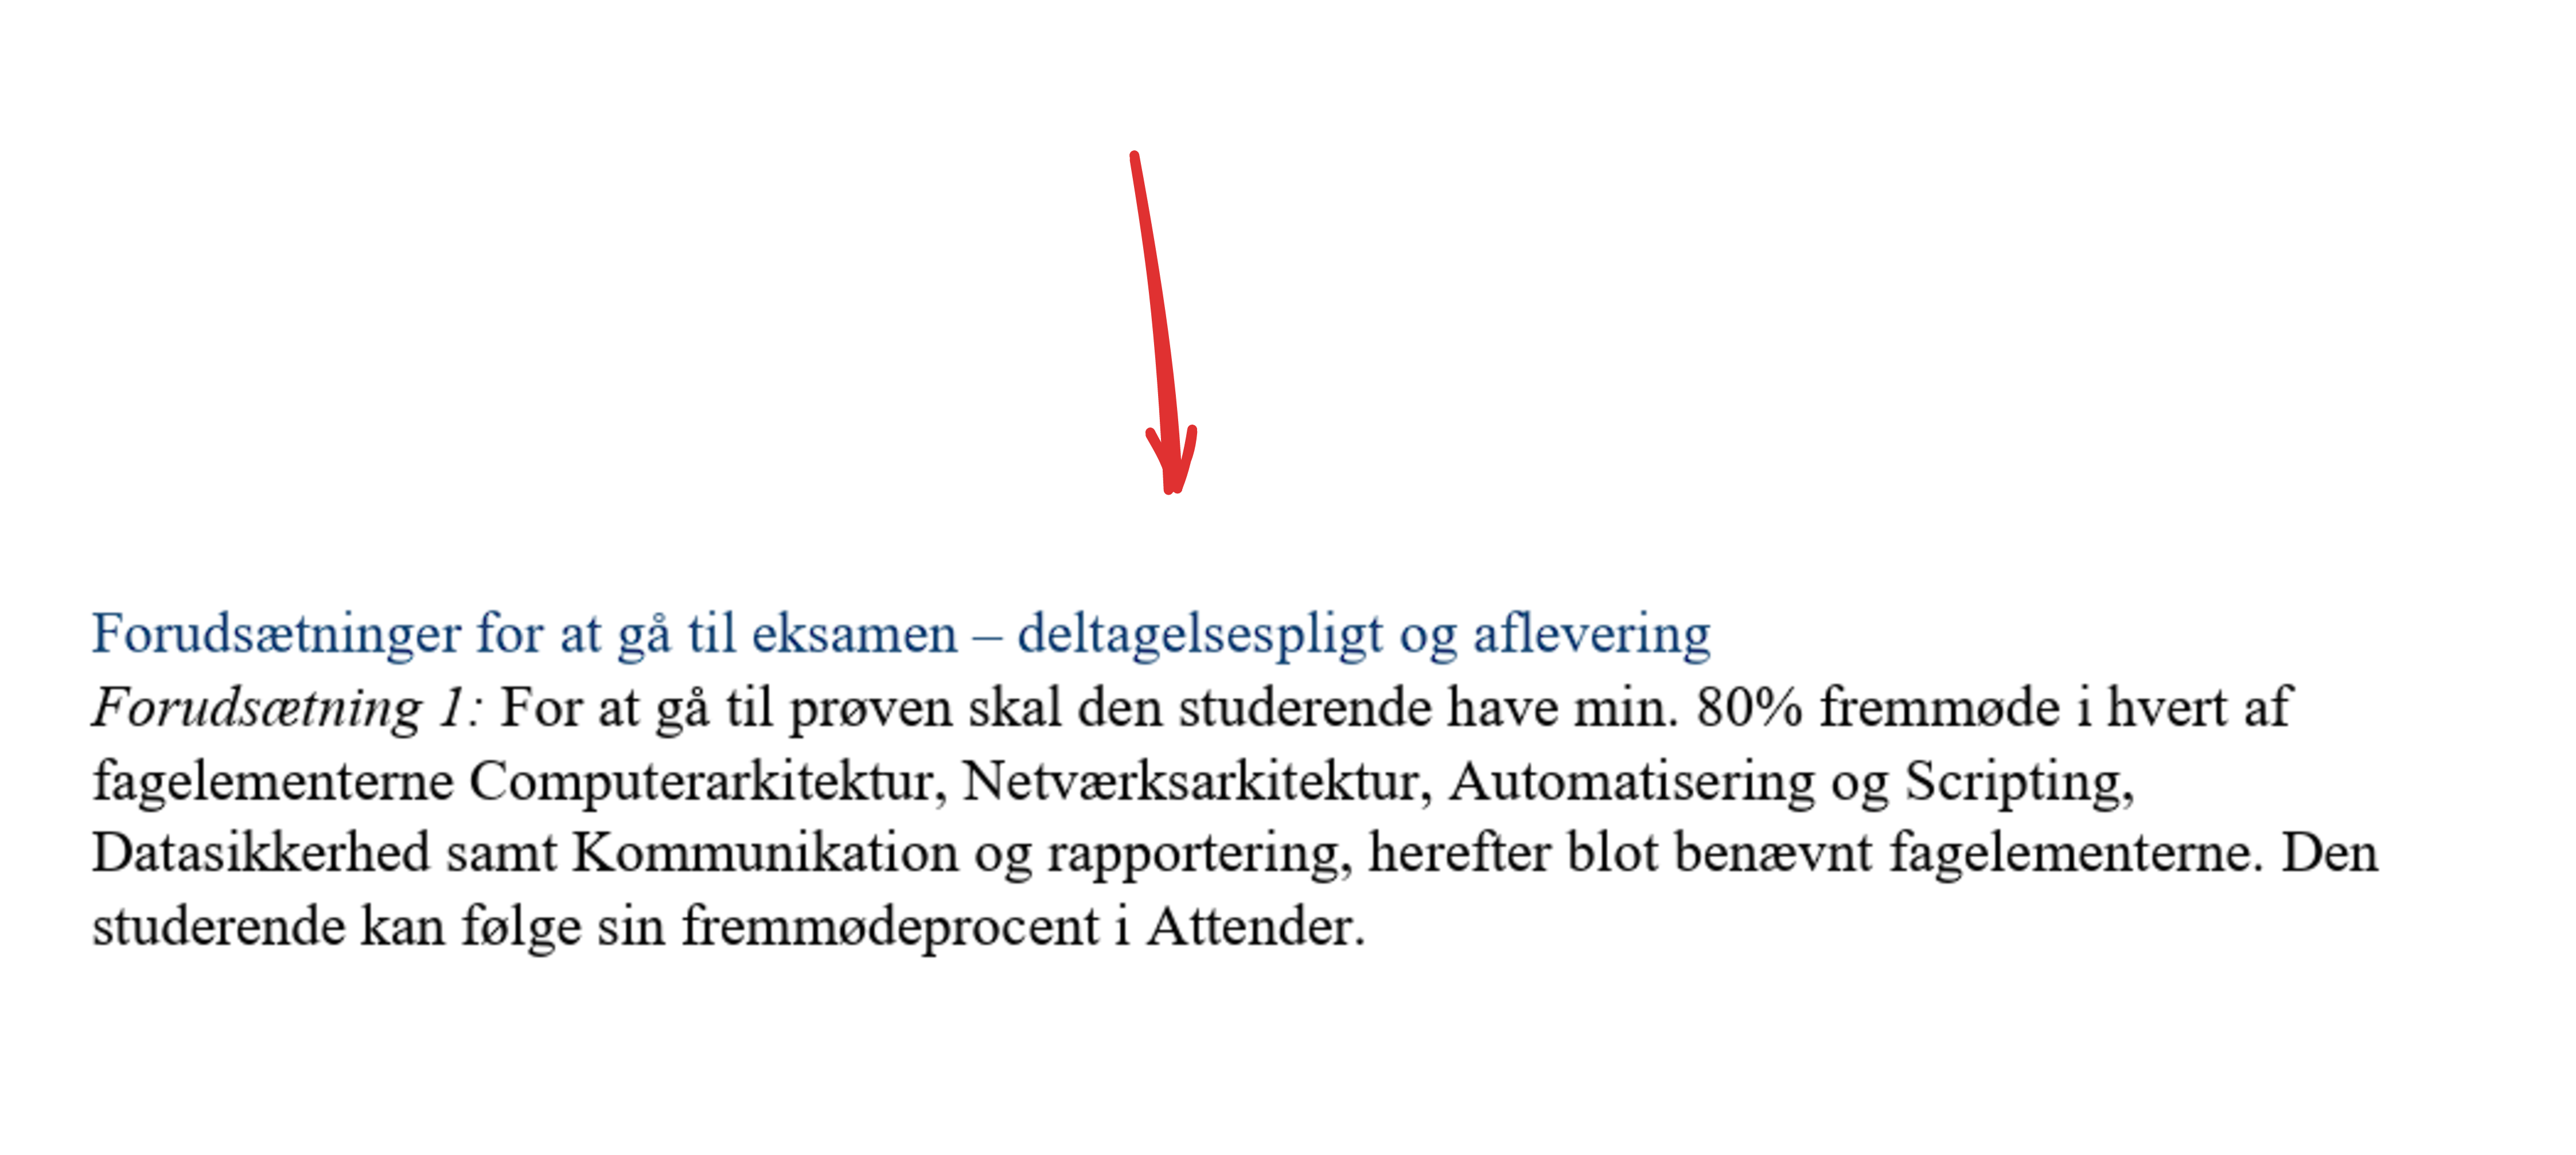 Forudsætninger for at gå til eksamen – deltagelsespligt og aflevering
Forudsætning 1: For at gå til prøven skal den studerende have min. 80% fremmøde i hvert af
fagelementerne Computerarkitektur, Netværksarkitektur, Automatisering og Scripting,
Datasikkerhed samt Kommunikation og rapportering, herefter blot benævnt fagelementerne. Den
studerende kan følge sin fremmødeprocent i Attender.